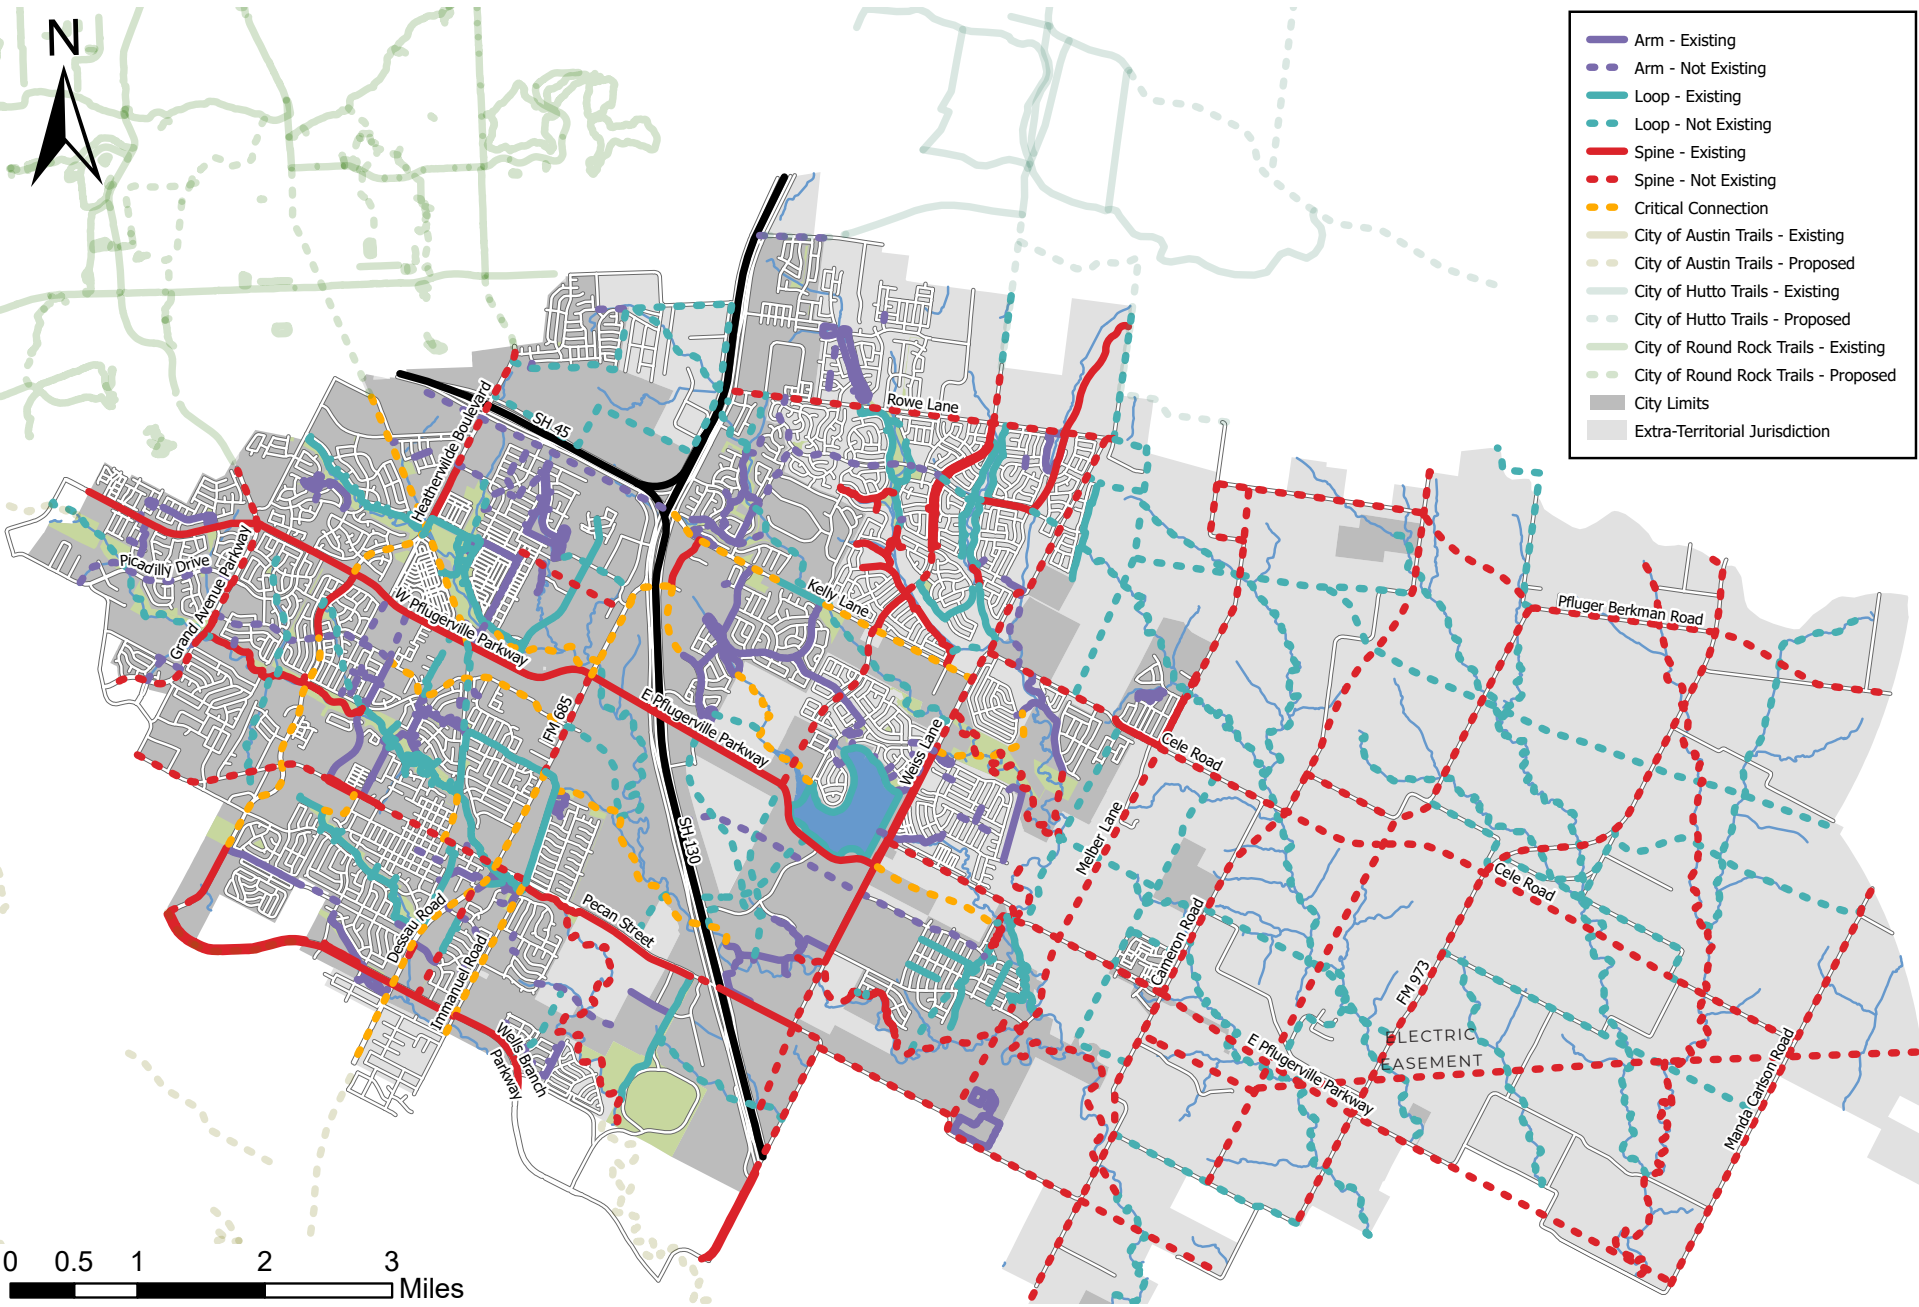 N
Arm - Existing
Arm - Not Existing
Loop - Existing
Loop - Not Existing
Spine - Existing
Spine - Not Existing
Critical Connection
City of Austin Trails - Existing
City of Austin Trails - Proposed
City of Hutto Trails - Existing
City of Hutto Trails - Proposed
City of Round Rock Trails - Existing
City of Round Rock Trails - Proposed
City Limits
Extra-Territorial Jurisdiction
Heatherwilde Boulevard
SH 45
Rowe Lane
Picadilly Drive
Grand Avenue Parkway
W Pflugerville Parkway
Kelly Lane
Pfluger Berkman Road
FM 685
E Pflugerville Parkway
Weiss Lane
Cele Road
SH 130
Melber Lane
Cele Road
Dessau Road
Pecan Street
Immanuel Road
Cameron Road
FM 973
Wells Branch
Parkway
ELECTRIC
EASEMENT
E Pflugerville Parkway
Manda Carlson Road
0 0.5 1 2 3
Miles